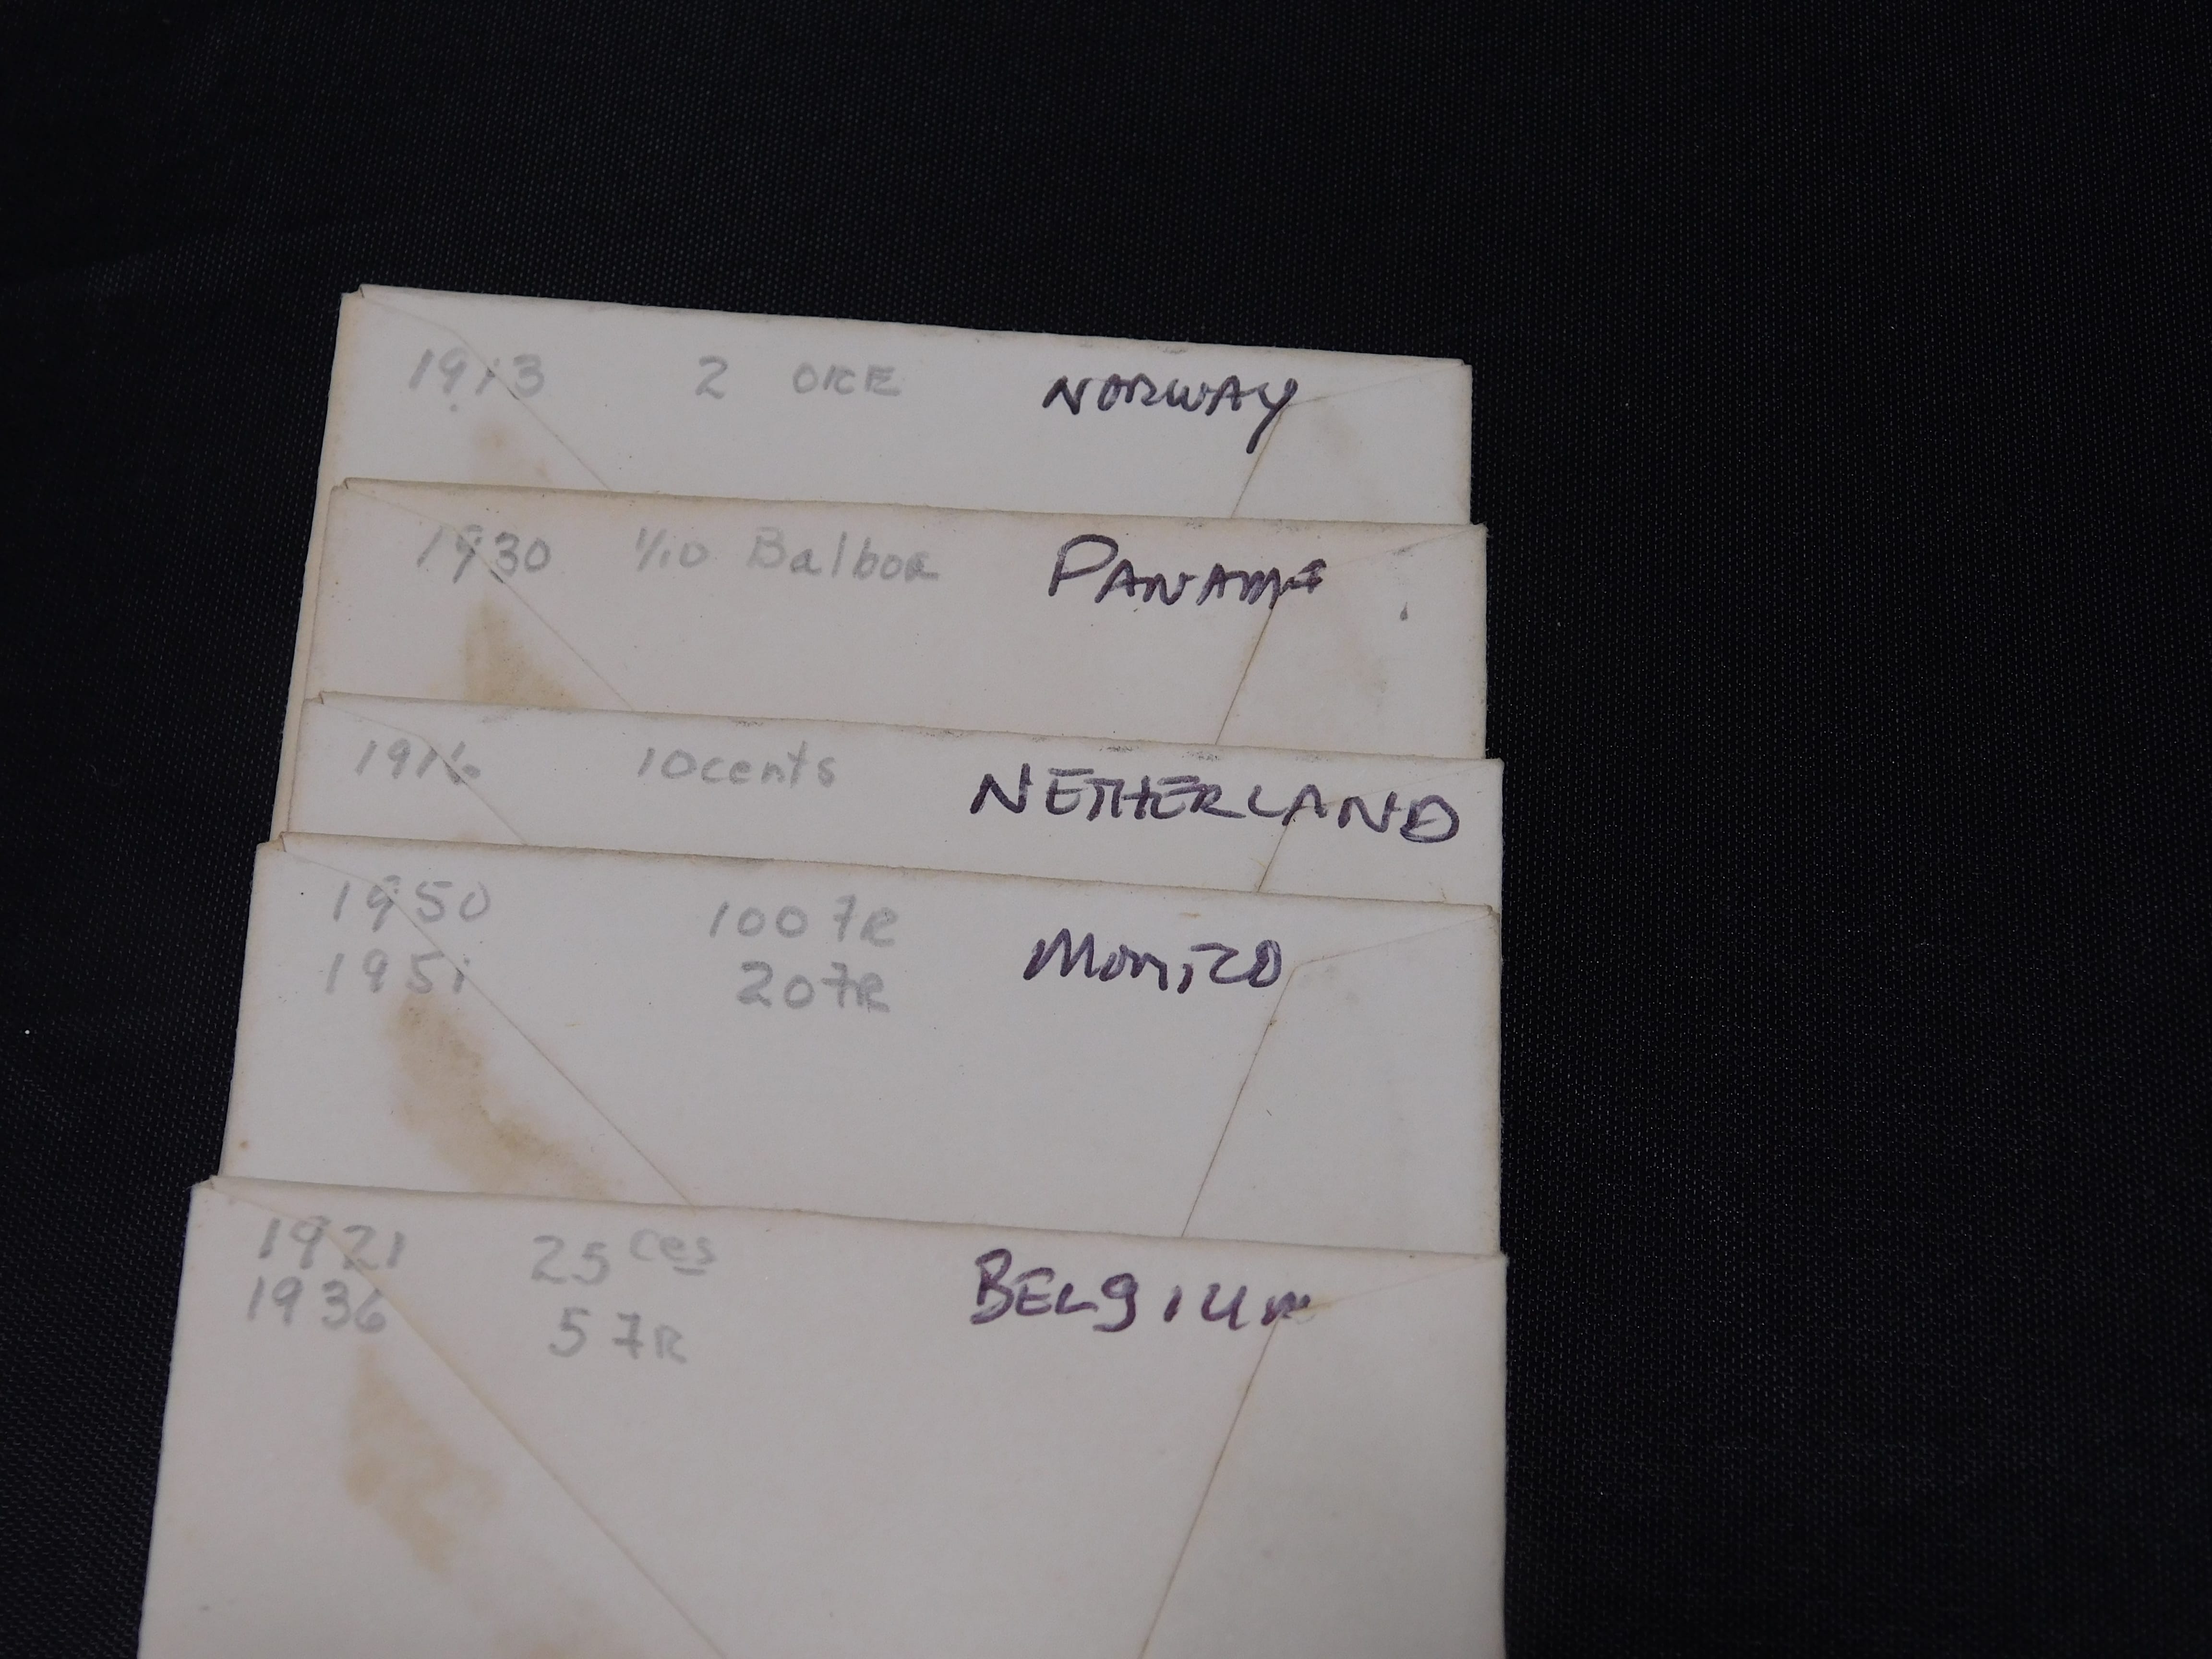 1913 2 ORE NORWAY
1930 1/10 Balboa PANAMA
1916 10cents NETHERLAND
1950 100 FR
1951 20 FR
1921 25 ces BELGIUM
1936 5 FR